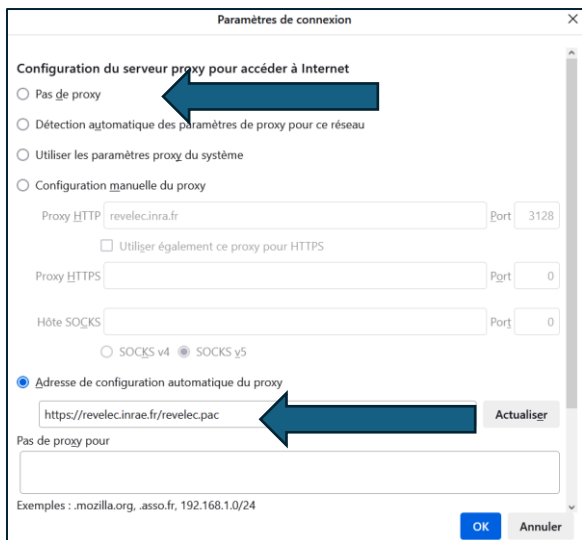 Paramètres de connexion
Configuration du serveur proxy pour accéder à Internet
Pas de proxy
Détection automatique des paramètres de proxy pour ce réseau
Utiliser les paramètres proxy du système
Configuration manuelle du proxy
Proxy HTTP revelec.inra.fr Port 3128
Utiliser également ce proxy pour HTTPS
Proxy HTTPS Port 0
Hôte SOCKS Port 0
SOCKS v4 SOCKS v5
Adresse de configuration automatique du proxy
https://revelec.inrae.fr/revelec.pac Actualiser
Pas de proxy pour
Exemples : .mozilla.org, .asso.fr, 192.168.1.0/24
OK Annuler